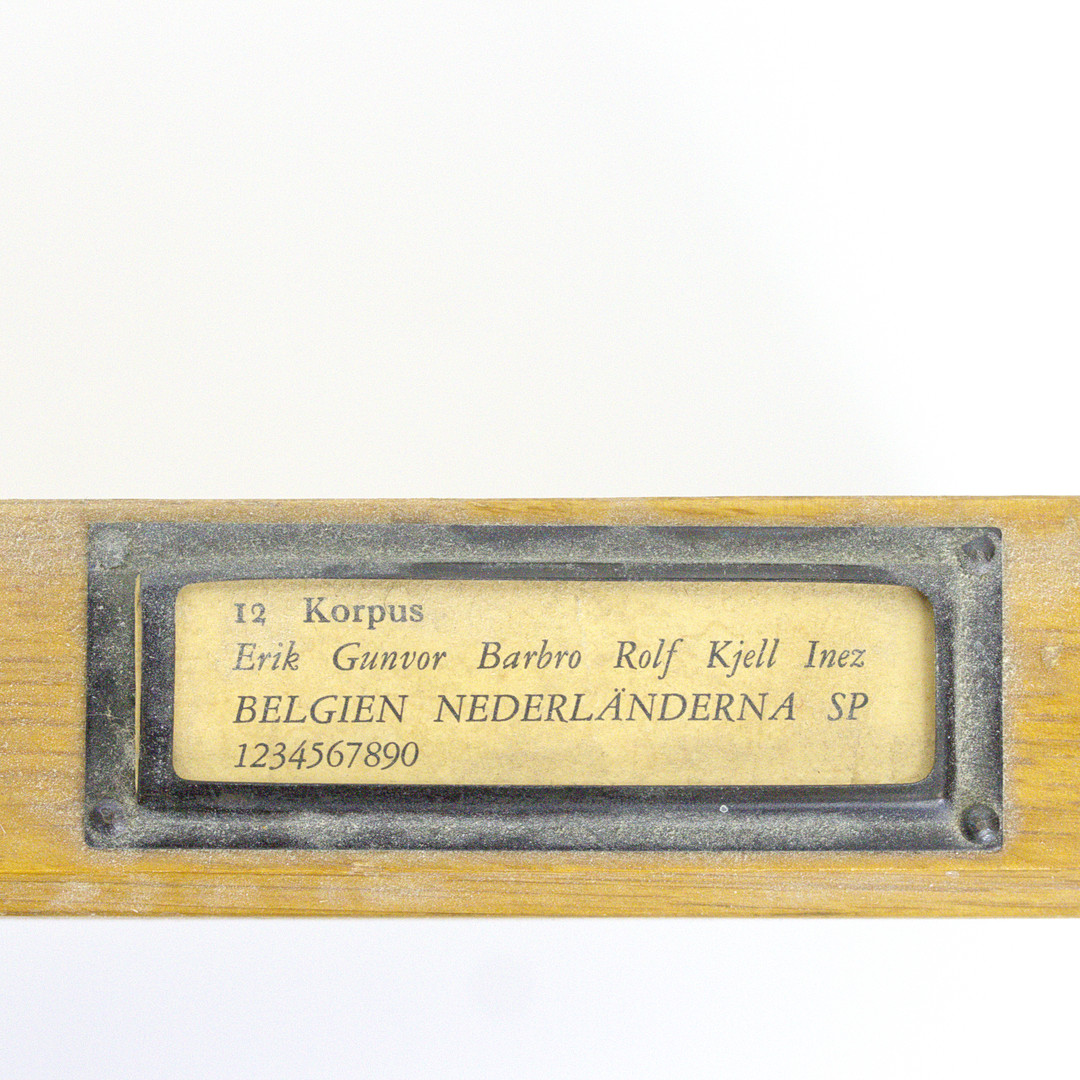 12 Korpus
Erik Gunvor Barbro Rolf Kjell Inez
BELGIEN NEDERLÄNDERNA SP
1234567890